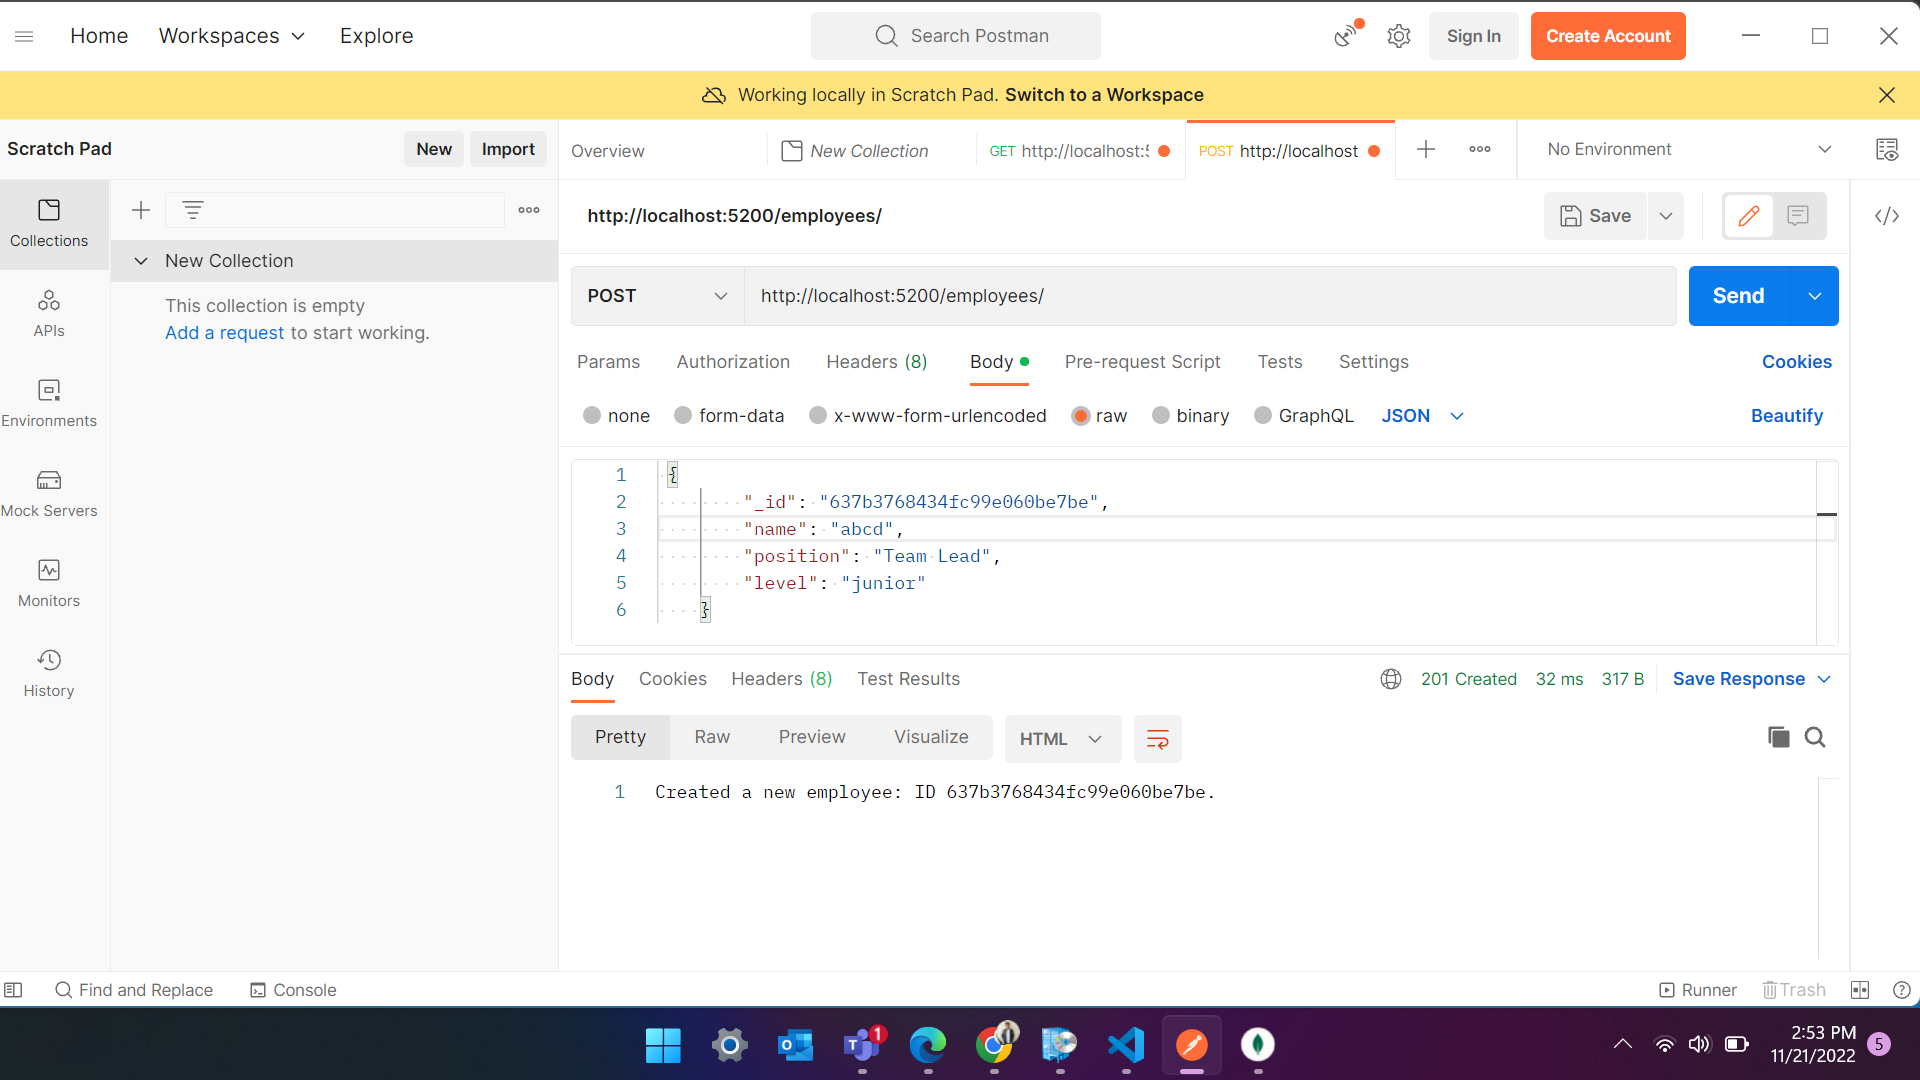 Home
Workspaces
Explore
Search Postman
Sign In
Create Account
Working locally in Scratch Pad. Switch to a Workspace
Scratch Pad
New
Import
Overview
New Collection
GET http://localhost:5
POST http://localhost
No Environment
Collections
APIs
Environments
Mock Servers
Monitors
History
New Collection
This collection is empty
Add a request to start working.
http://localhost:5200/employees/
Save
POST
http://localhost:5200/employees/
Send
Params
Authorization
Headers (8)
Body
Pre-request Script
Tests
Settings
Cookies
none
form-data
x-www-form-urlencoded
raw
binary
GraphQL
JSON
Beautify
1 {
2 "_id": "637b3768434fc99e060be7be",
3 "name": "abcd",
4 "position": "Team Lead",
5 "level": "junior"
6 }
Body
Cookies
Headers (8)
Test Results
201 Created
32 ms
317 B
Save Response
Pretty
Raw
Preview
Visualize
HTML
1 Created a new employee: ID 637b3768434fc99e060be7be.
Find and Replace
Console
Runner
Trash
1
2:53 PM
11/21/2022
5